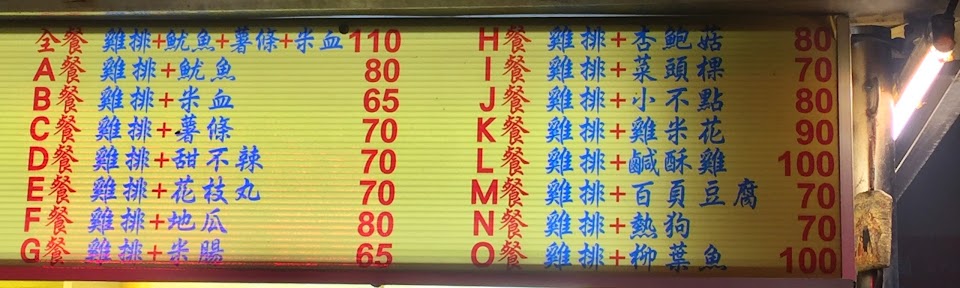 全餐 雞排+魷魚+薯條+米血110
A餐 雞排+魷魚 80
B餐 雞排+米血 65
C餐 雞排+薯條 70
D餐 雞排+甜不辣 70
E餐 雞排+花枝丸 70
F餐 雞排+地瓜 80
G餐 雞排+米腸 65
H餐 雞排+杏鮑菇 80
I餐 雞排+菜頭粿 70
J餐 雞排+小不點 80
K餐 雞排+雞米花 90
L餐 雞排+鹹酥雞 100
M餐 雞排+百頁豆腐 70
N餐 雞排+熱狗 70
O餐 雞排+柳葉魚 100